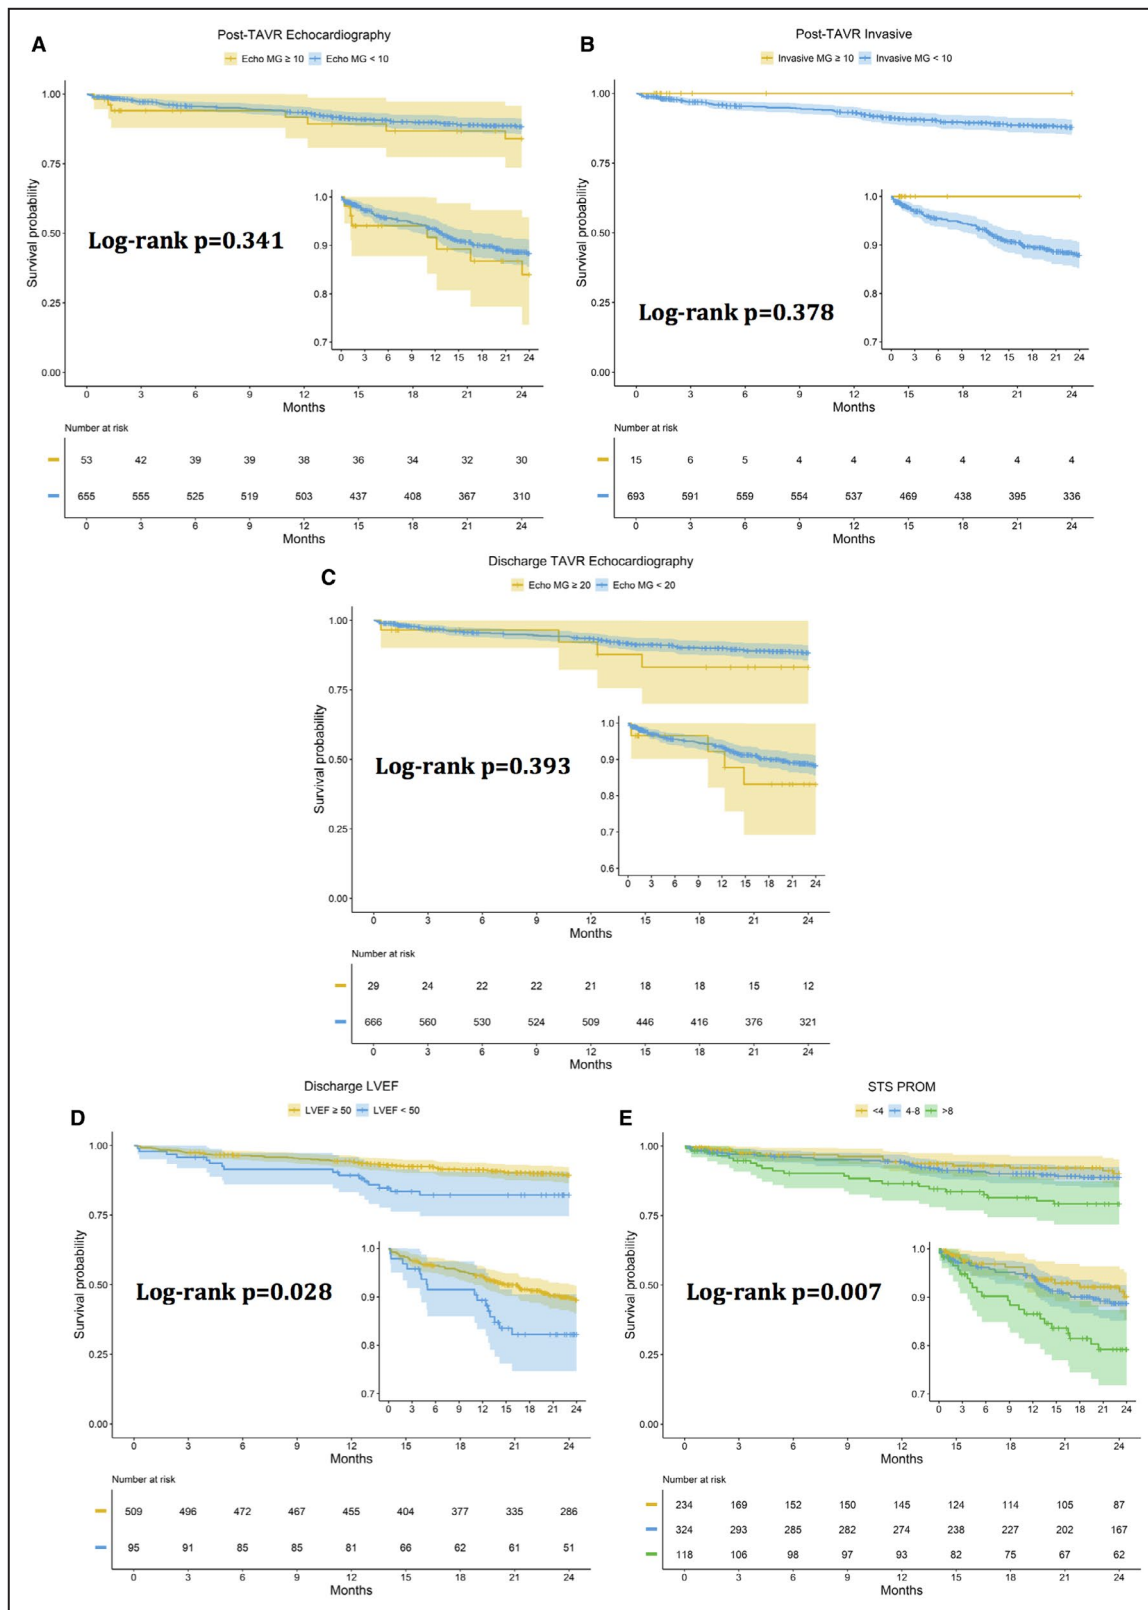 A
Post-TAVR Echocardiography
Echo MG ≥ 10 Echo MG < 10
Survival probability
1.00
0.75
0.50
0.25
0.00
Log-rank p=0.341
1.0
0.9
0.8
0.7
0 3 6 9 12 15 18 21 24
0 3 6 9 12 15 18 21 24
Months
Number at risk
53 42 39 39 38 36 34 32 30
655 555 525 519 503 437 408 367 310
0 3 6 9 12 15 18 21 24
Months
B
Post-TAVR Invasive
Invasive MG ≥ 10 Invasive MG < 10
Survival probability
1.00
0.75
0.50
0.25
0.00
Log-rank p=0.378
1.0
0.9
0.8
0.7
0 3 6 9 12 15 18 21 24
0 3 6 9 12 15 18 21 24
Months
Number at risk
15 6 5 4 4 4 4 4 4
693 591 559 554 537 469 438 395 336
0 3 6 9 12 15 18 21 24
Months
C
Discharge TAVR Echocardiography
Echo MG ≥ 20 Echo MG < 20
Survival probability
1.00
0.75
0.50
0.25
0.00
Log-rank p=0.393
1.0
0.9
0.8
0.7
0.6
0 3 6 9 12 15 18 21 24
0 3 6 9 12 15 18 21 24
Months
Number at risk
29 24 22 22 21 18 18 15 12
666 560 530 524 509 446 416 376 321
0 3 6 9 12 15 18 21 24
Months
D
Discharge LVEF
LVEF ≥ 50 LVEF < 50
Survival probability
1.00
0.75
0.50
0.25
0.00
Log-rank p=0.028
1.0
0.9
0.8
0.7
0 3 6 9 12 15 18 21 24
0 3 6 9 12 15 18 21 24
Months
Number at risk
509 496 472 467 455 404 377 335 286
95 91 85 85 81 66 62 61 51
0 3 6 9 12 15 18 21 24
Months
E
STS PROM
<4 4-8 >8
Survival probability
1.00
0.75
0.50
0.25
0.00
Log-rank p=0.007
1.0
0.9
0.8
0.7
0 3 6 9 12 15 18 21 24
0 3 6 9 12 15 18 21 24
Months
Number at risk
234 169 152 150 145 124 114 105 87
324 293 285 282 274 238 227 202 167
118 106 98 97 93 82 75 67 62
0 3 6 9 12 15 18 21 24
Months